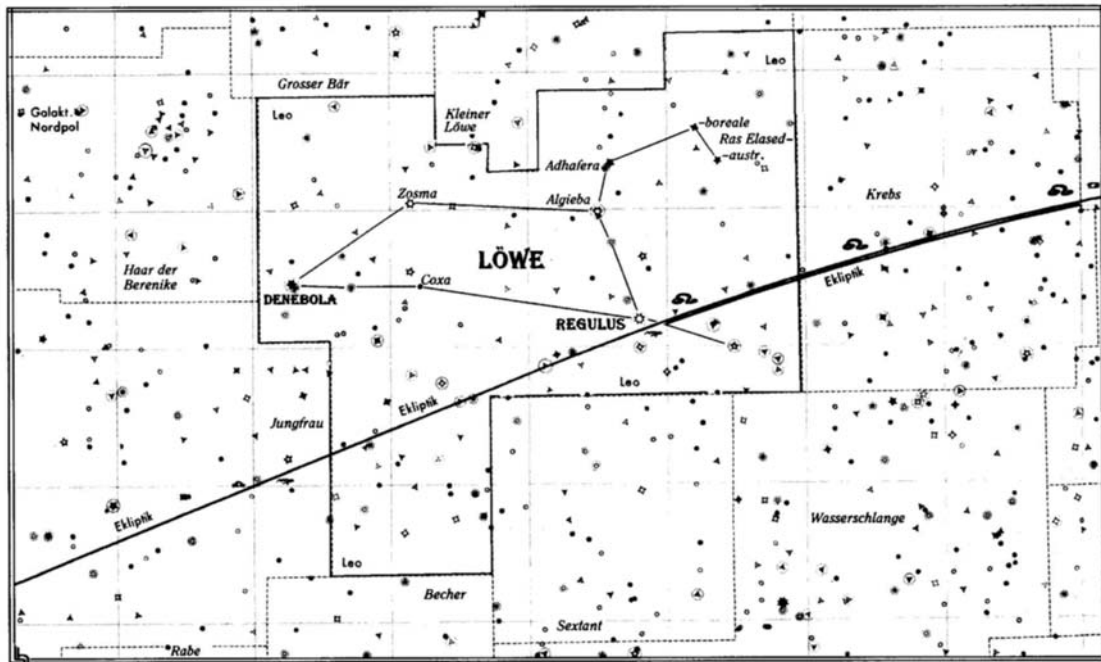 Grosser Bär
Leo
Galakt.
Nordpol
Leo
Kleiner
Löwe
-boreale
Ras Elased-
-austr.
Adhafera
Zosma
Algieba
Krebs
LÖWE
Haar der
Berenike
DENEBOLA
Coxa
Ekliptik
REGULUS
Leo
Ekliptik
Jungfrau
Ekliptik
Wasserschlange
Leo
Becher
Sextant
Rabe